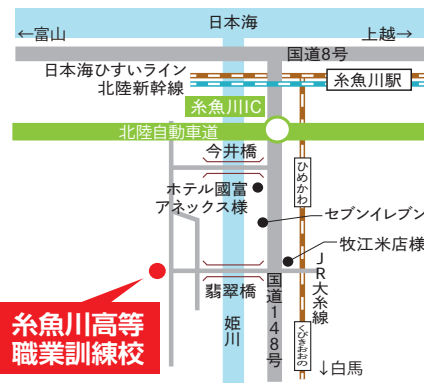 日本海
←富山
上越→
国道8号
日本海ひすいライン
北陸新幹線
糸魚川駅
糸魚川IC
北陸自動車道
今井橋
ひめかわ
ホテル國富
アネックス様
セブンイレブン
牧江米店様
JR大糸線
翡翠橋
国道148号
姫川
糸魚川高等
職業訓練校
くびきおおの
↓白馬